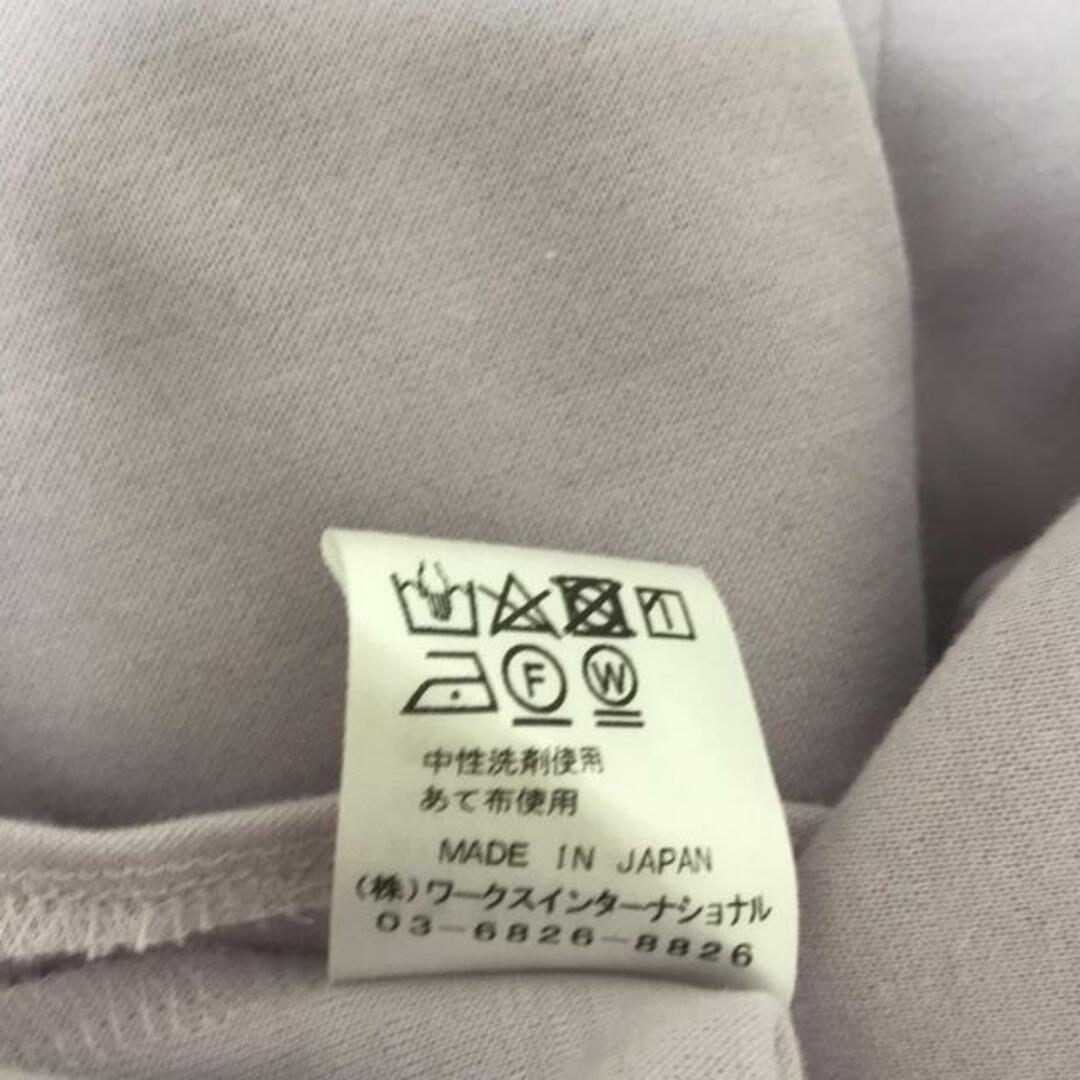 F W
中性洗剤使用
あて布使用
MADE IN JAPAN
(株)ワークスインターナショナル
03-6826-8826